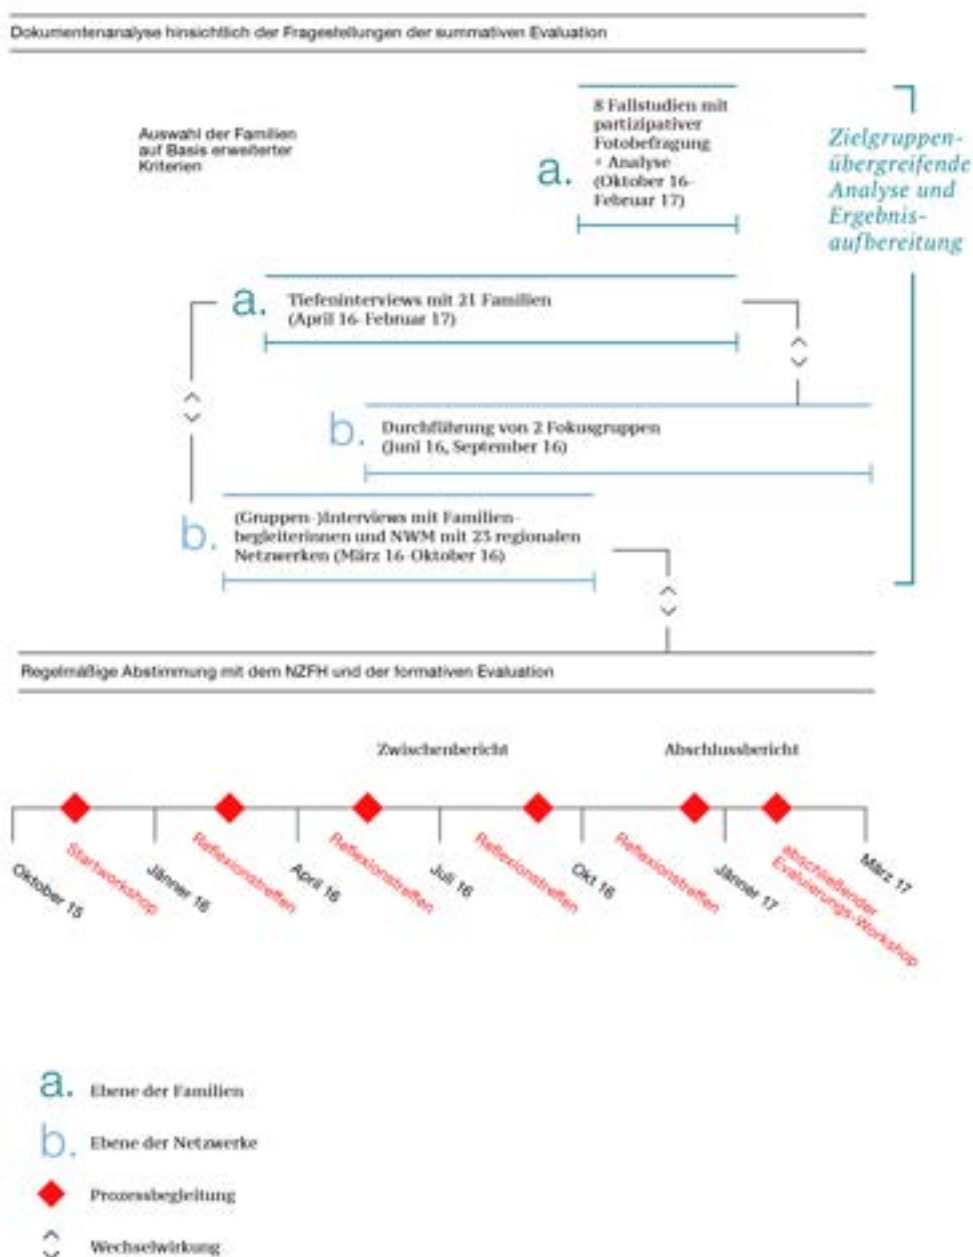 Dokumentenanalyse hinsichtlich der Fragestellungen der summativen Evaluation
Auswahl der Familien
auf Basis erweiterter
Kriterien
a.
8 Fallstudien mit
partizipativer
Fotobefragung
+ Analyse
(Oktober 16-
Februar 17)
Zielgruppen-
übergreifende
Analyse und
Ergebnis-
aufbereitung
a.
Tiefeninterviews mit 21 Familien
(April 16- Februar 17)
b.
Durchführung von 2 Fokusgruppen
(Juni 16, September 16)
b.
(Gruppen-)Interviews mit Familien-
begleiterinnen und NWM mit 23 regionalen
Netzwerken (März 16-Oktober 16)
Regelmäßige Abstimmung mit dem NZFH und der formativen Evaluation
Zwischenbericht
Abschlussbericht
Oktober 15
Startworkshop
Jänner 16
Reflexionstreffen
April 16
Reflexionstreffen
Juli 16
Reflexionstreffen
Okt 16
Reflexionstreffen
Jänner 17
abschließender
Evaluierungs-Workshop
März 17
a. Ebene der Familien
b. Ebene der Netzwerke
Prozessbegleitung
Wechselwirkung